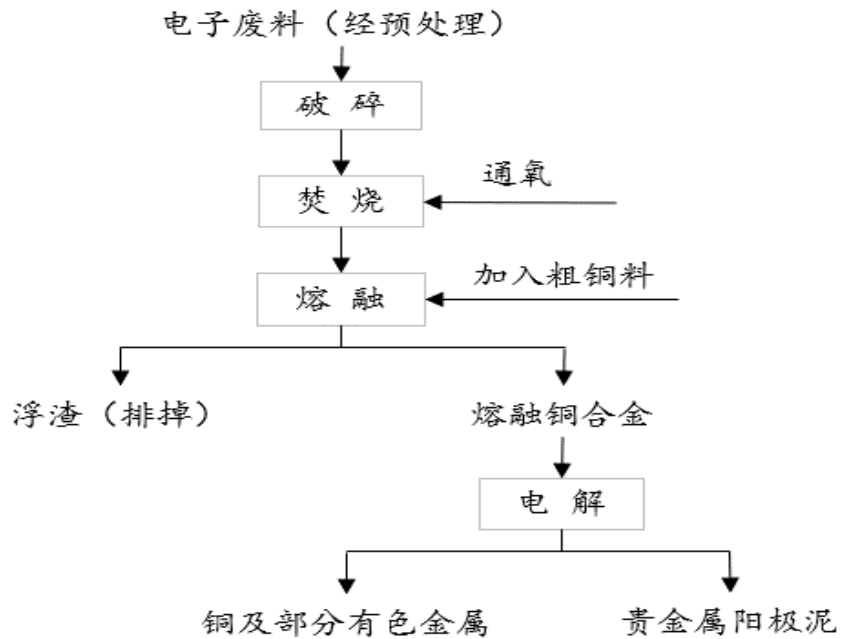 电子废料（经预处理）
破碎
通氧
焚烧
加入粗铜料
熔融
浮渣（排掉）
熔融铜合金
电解
铜及部分有色金属
贵金属阳极泥